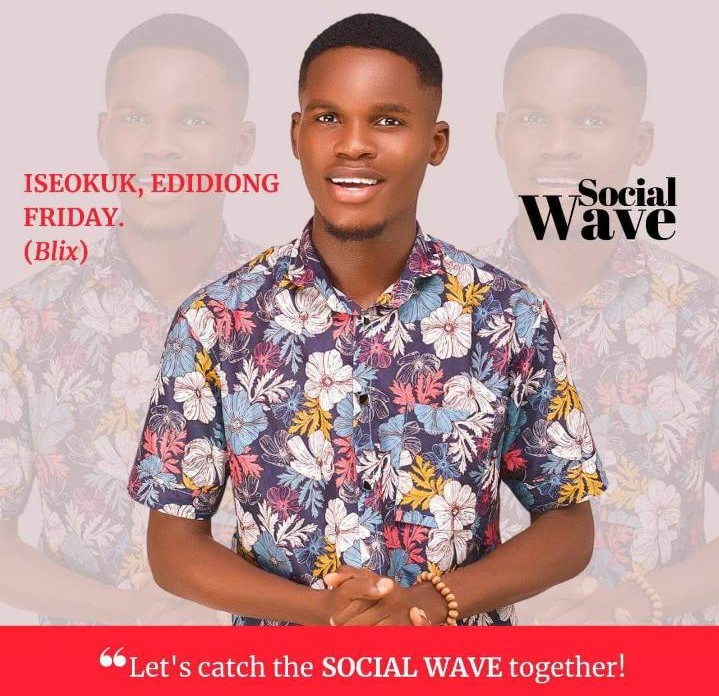 ISEOKUK, EDIDIONG
FRIDAY.
(Blix)
Social
Wave
❝Let's catch the SOCIAL WAVE together!